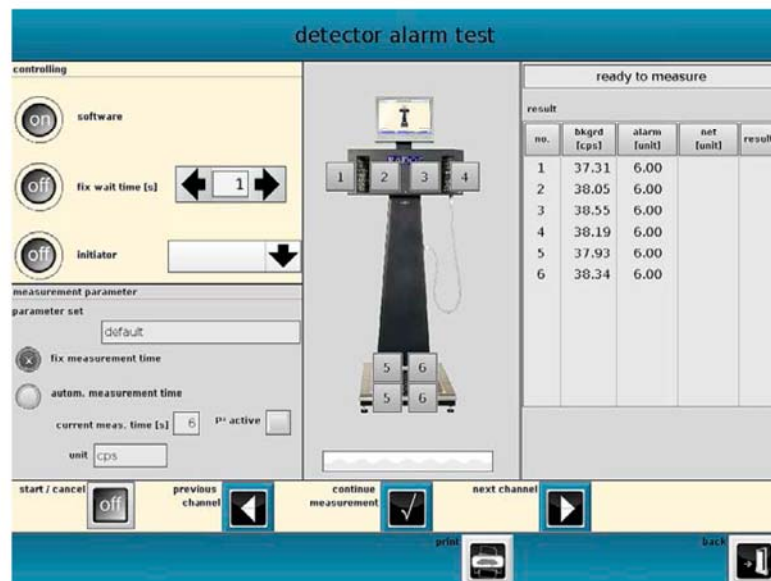 detector alarm test
controlling
on software
off fix wait time [s] 1
off initiator
measurement parameter
parameter set
default
fix measurement time
autom. measurement time
current meas. time [s] 6 P² active
unit cps
1 2 3 4
5 6
5 6
ready to measure
result
no. bkgrd [cps] alarm [unit] net [unit] result
1 37.31 6.00
2 38.05 6.00
3 38.55 6.00
4 38.19 6.00
5 37.93 6.00
6 38.34 6.00
start / cancel off previous channel continue measurement next channel
print back